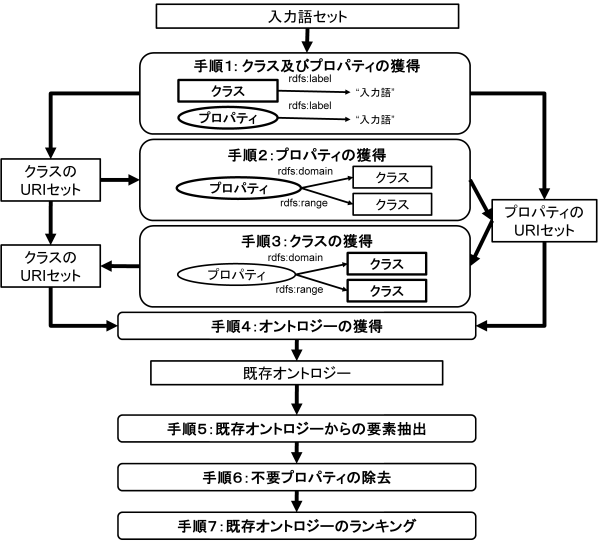 入力語セット
手順1:クラス及びプロパティの獲得
rdfs:label
クラス
“入力語”
rdfs:label
プロパティ
“入力語”
クラスの
URIセット
手順2:プロパティの獲得
rdfs:domain
プロパティ
クラス
rdfs:range
クラス
プロパティの
URIセット
クラスの
URIセット
手順3:クラスの獲得
rdfs:domain
プロパティ
クラス
rdfs:range
クラス
手順4:オントロジーの獲得
既存オントロジー
手順5:既存オントロジーからの要素抽出
手順6:不要プロパティの除去
手順7:既存オントロジーのランキング